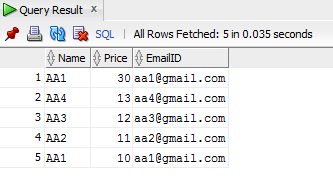 Query Result x
SQL | All Rows Fetched: 5 in 0.035 seconds
Name Price EmailID
1 AA1 30 aa1@gmail.com
2 AA4 13 aa4@gmail.com
3 AA3 12 aa3@gmail.com
4 AA2 11 aa2@gmail.com
5 AA1 10 aa1@gmail.com